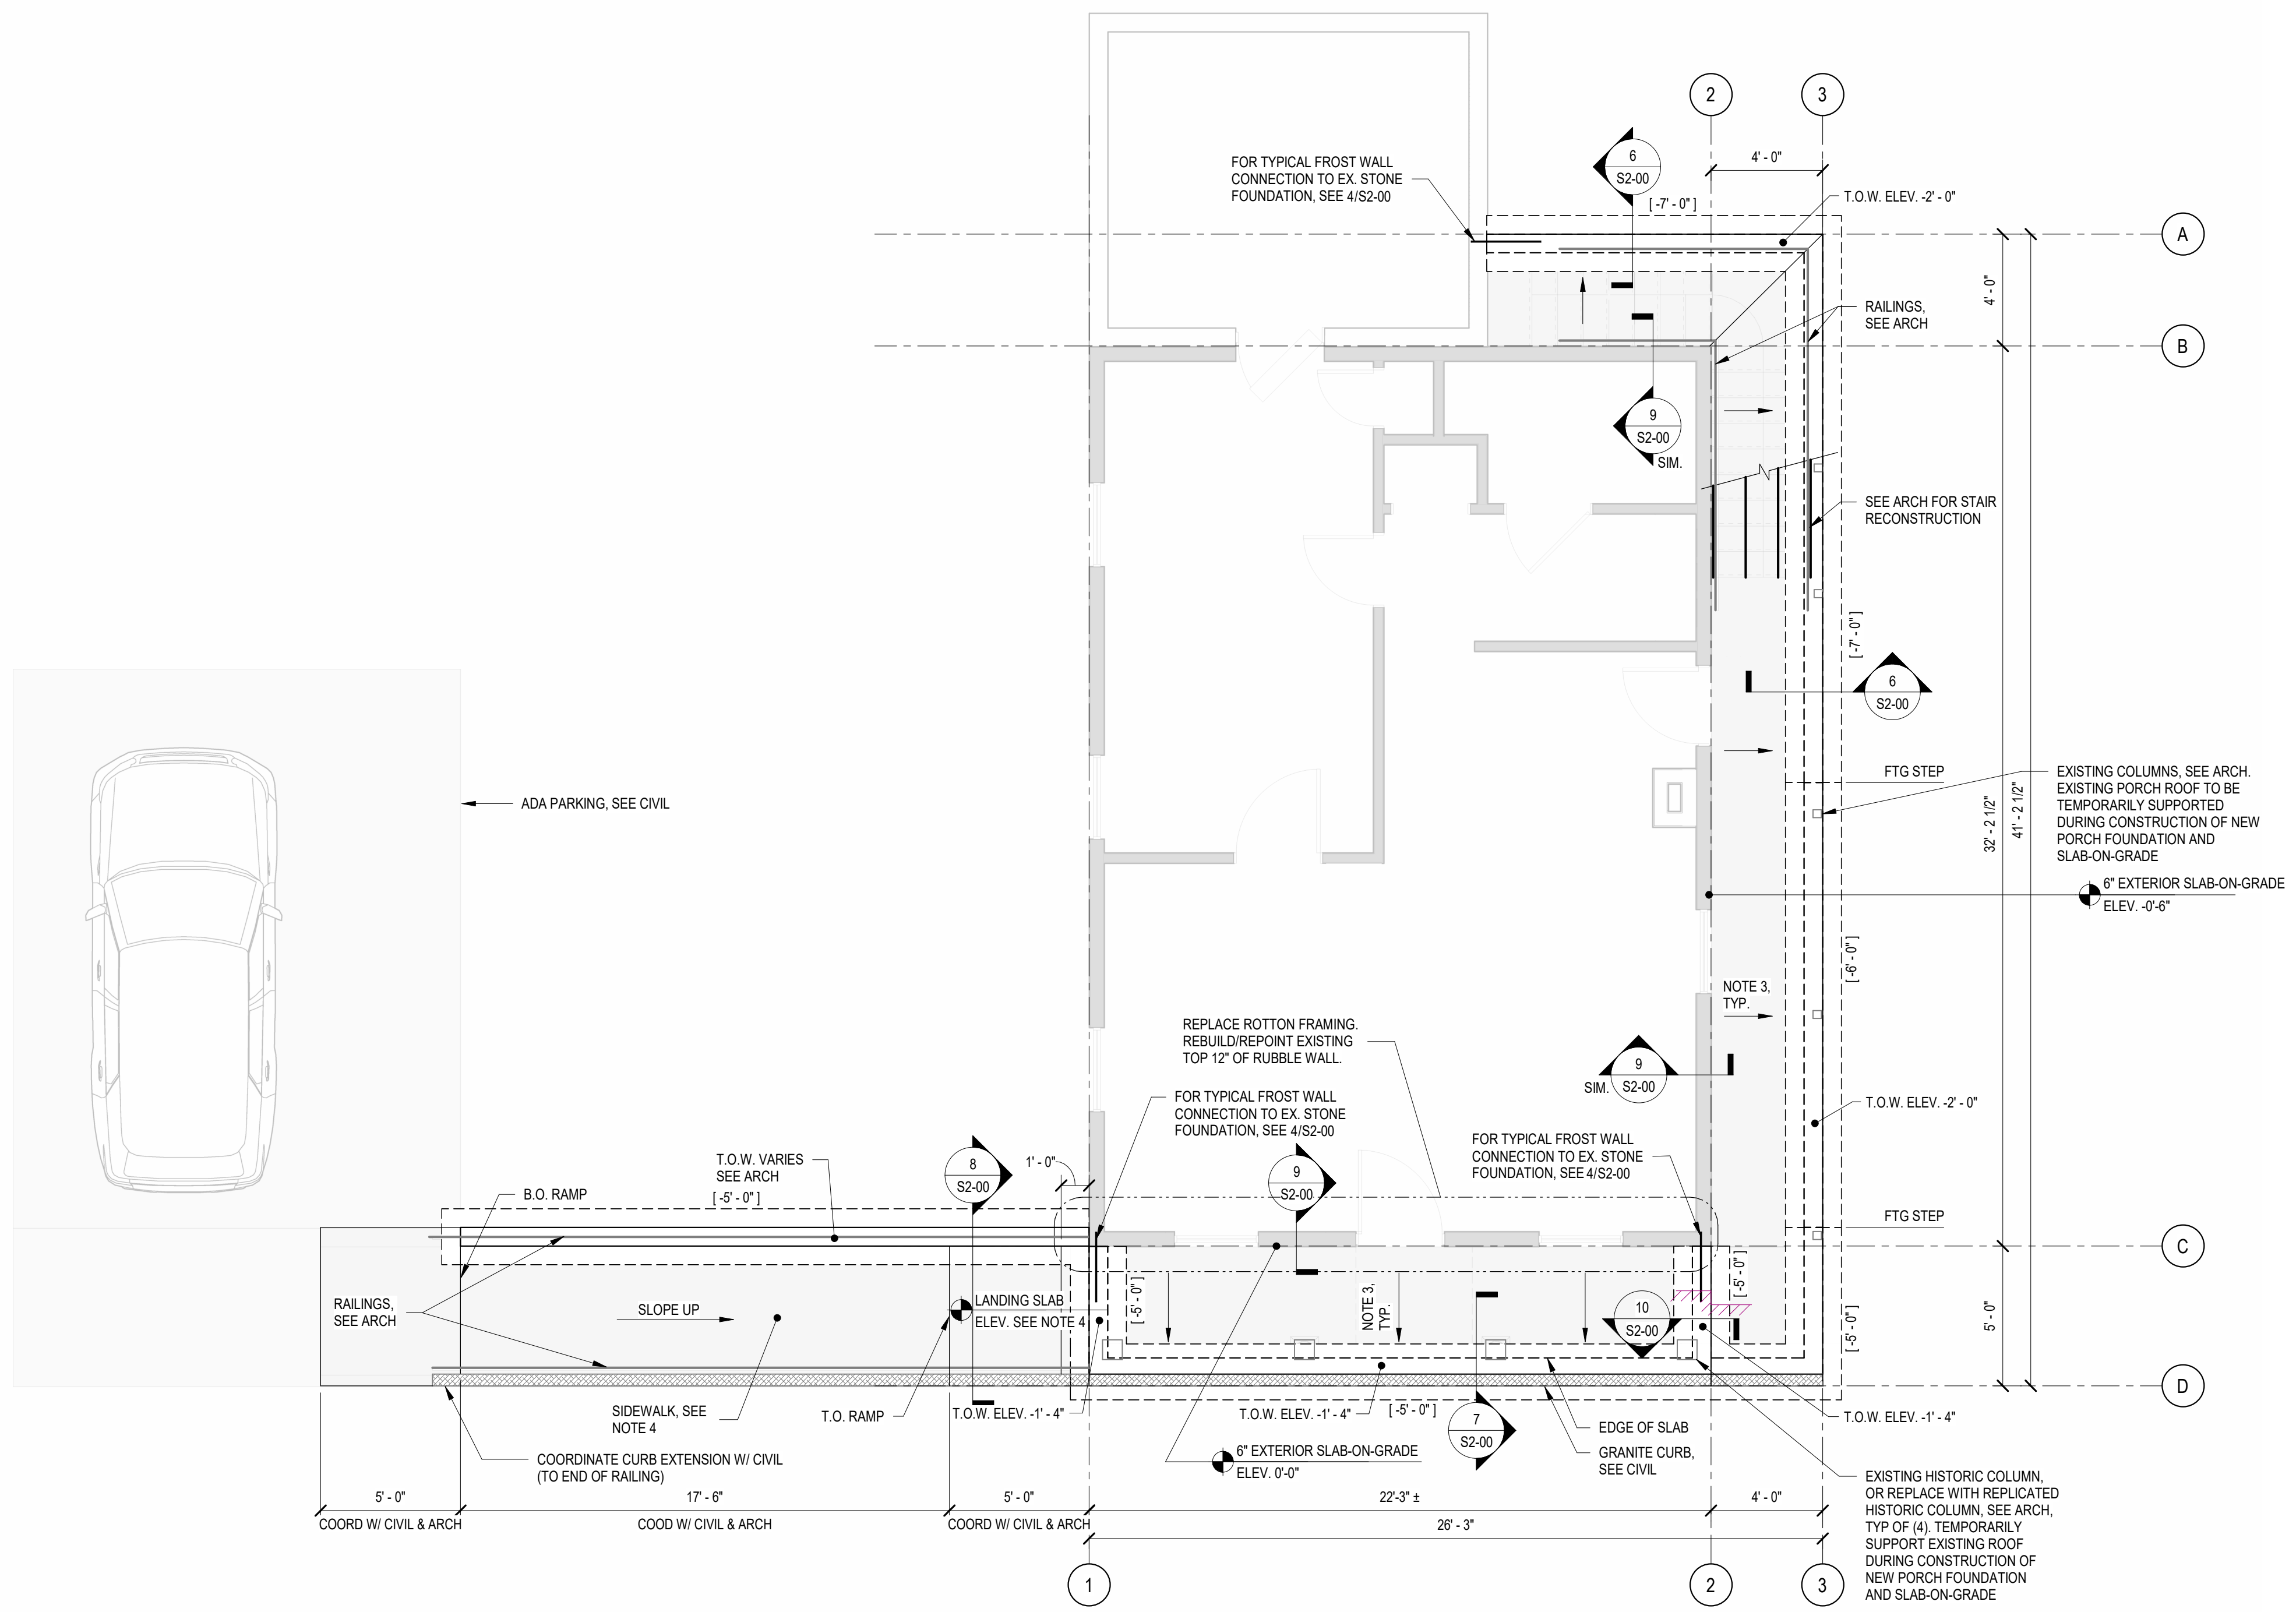 2
3
6
S2-00
4' - 0"
FOR TYPICAL FROST WALL
CONNECTION TO EX. STONE
FOUNDATION, SEE 4/S2-00
[ -7' - 0" ]
T.O.W. ELEV. -2' - 0"
A
4' - 0"
RAILINGS,
SEE ARCH
B
9
S2-00
SIM.
SEE ARCH FOR STAIR
RECONSTRUCTION
[ -7' - 0" ]
6
S2-00
FTG STEP
EXISTING COLUMNS, SEE ARCH.
EXISTING PORCH ROOF TO BE
TEMPORARILY SUPPORTED
DURING CONSTRUCTION OF NEW
PORCH FOUNDATION AND
SLAB-ON-GRADE
32' - 2 1/2"
41' - 2 1/2"
ADA PARKING, SEE CIVIL
6" EXTERIOR SLAB-ON-GRADE
ELEV. -0'-6"
[ -6' - 0" ]
NOTE 3,
TYP.
REPLACE ROTTON FRAMING.
REBUILD/REPOINT EXISTING
TOP 12" OF RUBBLE WALL.
9
S2-00
SIM.
FOR TYPICAL FROST WALL
CONNECTION TO EX. STONE
FOUNDATION, SEE 4/S2-00
T.O.W. ELEV. -2' - 0"
FOR TYPICAL FROST WALL
CONNECTION TO EX. STONE
FOUNDATION, SEE 4/S2-00
T.O.W. VARIES
SEE ARCH
[ -5' - 0" ]
8
S2-00
1' - 0"
9
S2-00
B.O. RAMP
FTG STEP
C
RAILINGS,
SEE ARCH
SLOPE UP
LANDING SLAB
ELEV. SEE NOTE 4
[ -5' - 0" ]
NOTE 3,
TYP.
10
S2-00
[ -5' - 0" ]
[ -5' - 0" ]
5' - 0"
D
SIDEWALK, SEE
NOTE 4
T.O. RAMP
T.O.W. ELEV. -1' - 4"
T.O.W. ELEV. -1' - 4"
[ -5' - 0" ]
7
S2-00
EDGE OF SLAB
GRANITE CURB,
SEE CIVIL
T.O.W. ELEV. -1' - 4"
COORDINATE CURB EXTENSION W/ CIVIL
(TO END OF RAILING)
6" EXTERIOR SLAB-ON-GRADE
ELEV. 0'-0"
EXISTING HISTORIC COLUMN,
OR REPLACE WITH REPLICATED
HISTORIC COLUMN, SEE ARCH,
TYP OF (4). TEMPORARILY
SUPPORT EXISTING ROOF
DURING CONSTRUCTION OF
NEW PORCH FOUNDATION
AND SLAB-ON-GRADE
5' - 0"
17' - 6"
5' - 0"
22'-3" ±
4' - 0"
COORD W/ CIVIL & ARCH
COOD W/ CIVIL & ARCH
COORD W/ CIVIL & ARCH
26' - 3"
1
2
3